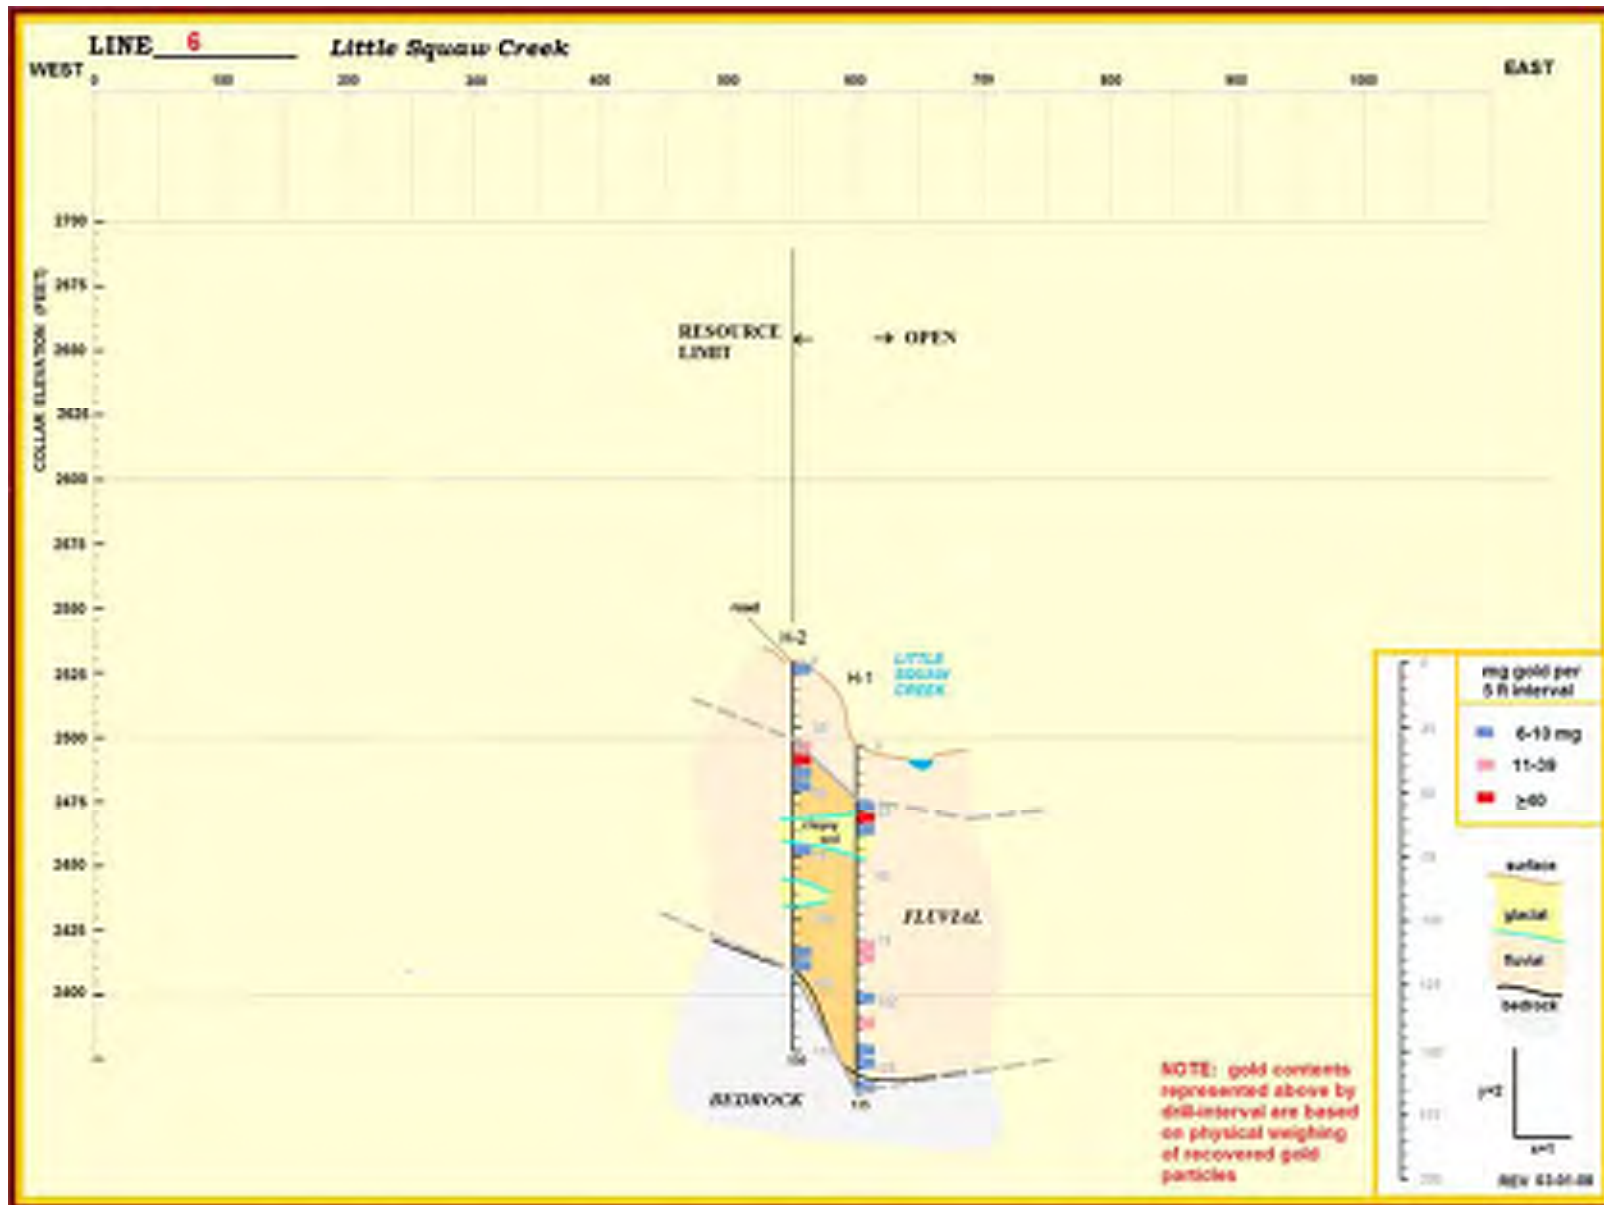 LINE 6 Little Squaw Creek
WEST 0 100 200 300 400 500 600 700 800 900 1000 EAST
COLLAR ELEVATION (FEET)
2700
2675
2650
2625
2600
2575
2550
2525
2500
2475
2450
2425
2400
RESOURCE
LIMIT
OPEN
road
H-2
H-1
LITTLE
SQUAW
CREEK
FLUVIAL
BEDROCK
NOTE: gold contents
represented above by
drill-interval are based
on physical weighing
of recovered gold
particles
mg gold per
5 ft interval
6-10 mg
11-39
≥40
surface
glacial
fluvial
bedrock
y=2
x=1